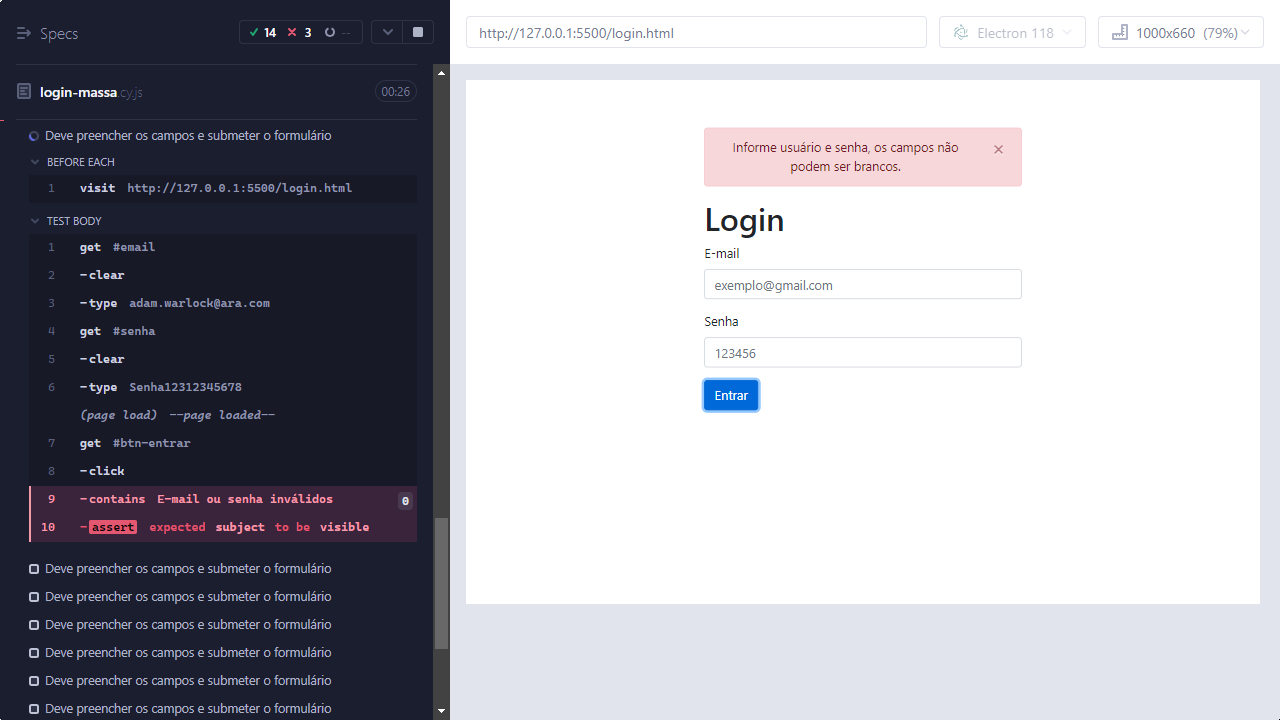 Specs
14 3 --
login-massa.cy.js 00:26
Deve preencher os campos e submeter o formulário
BEFORE EACH
1 visit http://127.0.0.1:5500/login.html
TEST BODY
1 get #email
2 -clear
3 -type adam.warlock@ara.com
4 get #senha
5 -clear
6 -type Senha12312345678
(page load) --page loaded--
7 get #btn-entrar
8 -click
9 -contains E-mail ou senha inválidos 0
10 -assert expected subject to be visible
Deve preencher os campos e submeter o formulário
Deve preencher os campos e submeter o formulário
Deve preencher os campos e submeter o formulário
Deve preencher os campos e submeter o formulário
Deve preencher os campos e submeter o formulário
Deve preencher os campos e submeter o formulário
http://127.0.0.1:5500/login.html
Electron 118
1000x660 (79%)
Informe usuário e senha, os campos não
podem ser brancos.
×
Login
E-mail
exemplo@gmail.com
Senha
123456
Entrar